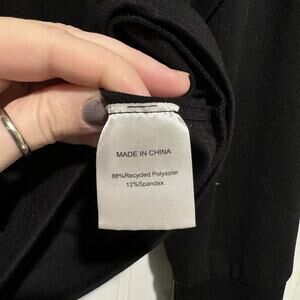 MADE IN CHINA
88%Recycled Polyester
12%Spandex